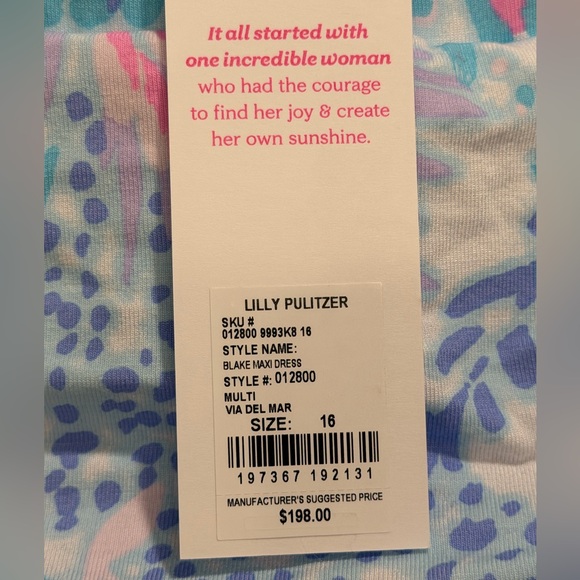 It all started with
one incredible woman
who had the courage
to find her joy & create
her own sunshine.
LILLY PULITZER
SKU #
012800 9993K8 16
STYLE NAME:
BLAKE MAXI DRESS
STYLE #: 012800
MULTI
VIA DEL MAR
SIZE: 16
197367 192131
MANUFACTURER'S SUGGESTED PRICE
$198.00